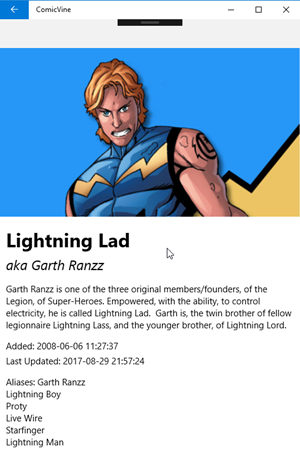 ComicVine
Lightning Lad
aka Garth Ranzz
Garth Ranzz is one of the three original members/founders, of the
Legion, of Super-Heroes. Empowered, with the ability, to control
electricity, he is called Lightning Lad.  Garth is, the twin brother of fellow
legionnaire Lightning Lass, and the younger brother, of Lightning Lord.
Added: 2008-06-06 11:27:37
Last Updated: 2017-08-29 21:57:24
Aliases: Garth Ranzz
Lightning Boy
Proty
Live Wire
Starfinger
Lightning Man